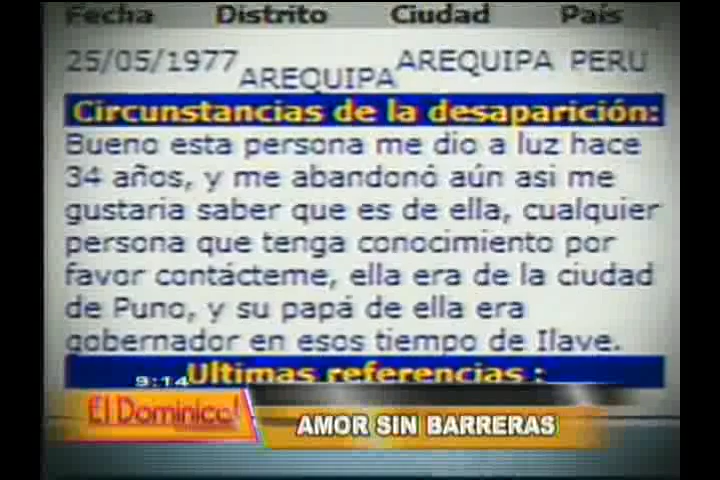 Fecha Distrito Ciudad País
25/05/1977 AREQUIPA AREQUIPA PERU
Circunstancias de la desaparición:
Bueno esta persona me dio a luz hace
34 años, y me abandonó aún asi me
gustaria saber que es de ella, cualquier
persona que tenga conocimiento por
favor contácteme, ella era de la ciudad
de Puno, y su papá de ella era
gobernador en esos tiempo de Ilave.
Ultimas referencias :
9:14
El Dominical
AMOR SIN BARRERAS